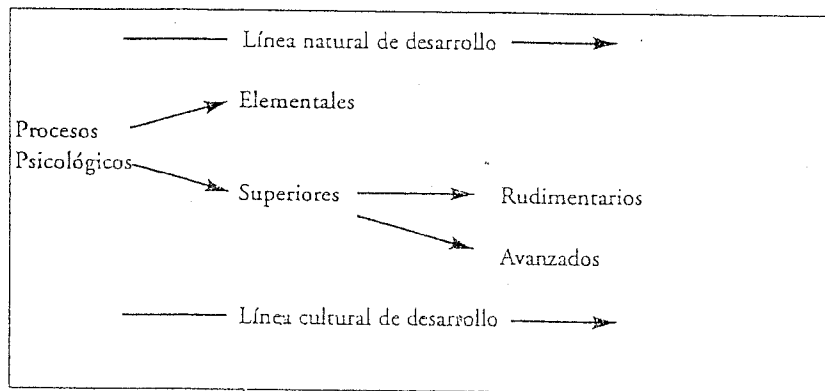 Línea natural de desarrollo
Elementales
Procesos
Psicológicos
Superiores
Rudimentarios
Avanzados
Línea cultural de desarrollo